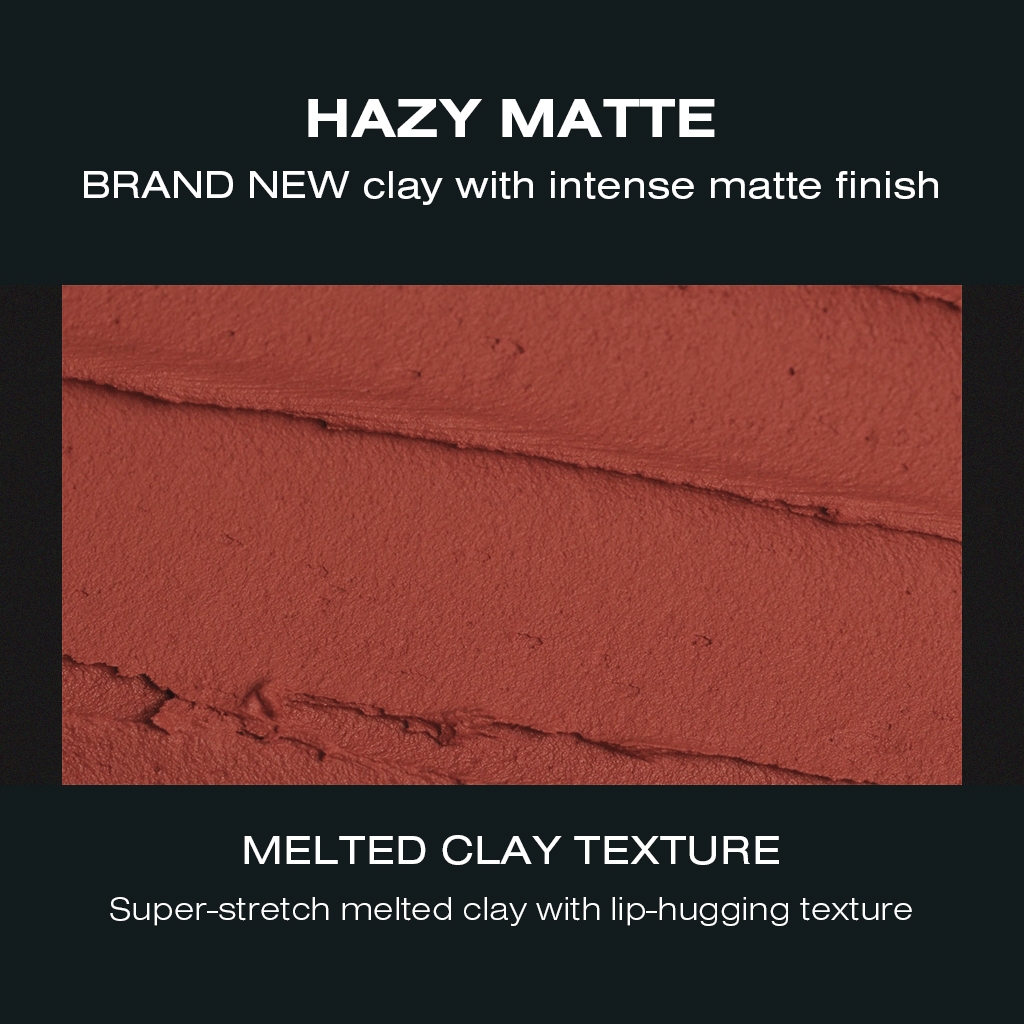 HAZY MATTE
BRAND NEW clay with intense matte finish
MELTED CLAY TEXTURE
Super-stretch melted clay with lip-hugging texture